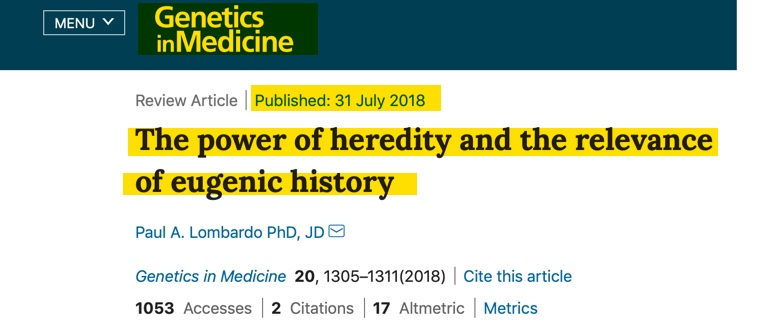 MENU
Genetics
inMedicine
Review Article | Published: 31 July 2018
The power of heredity and the relevance
of eugenic history
Paul A. Lombardo PhD, JD
Genetics in Medicine 20, 1305–1311(2018) | Cite this article
1053 Accesses | 2 Citations | 17 Altmetric | Metrics